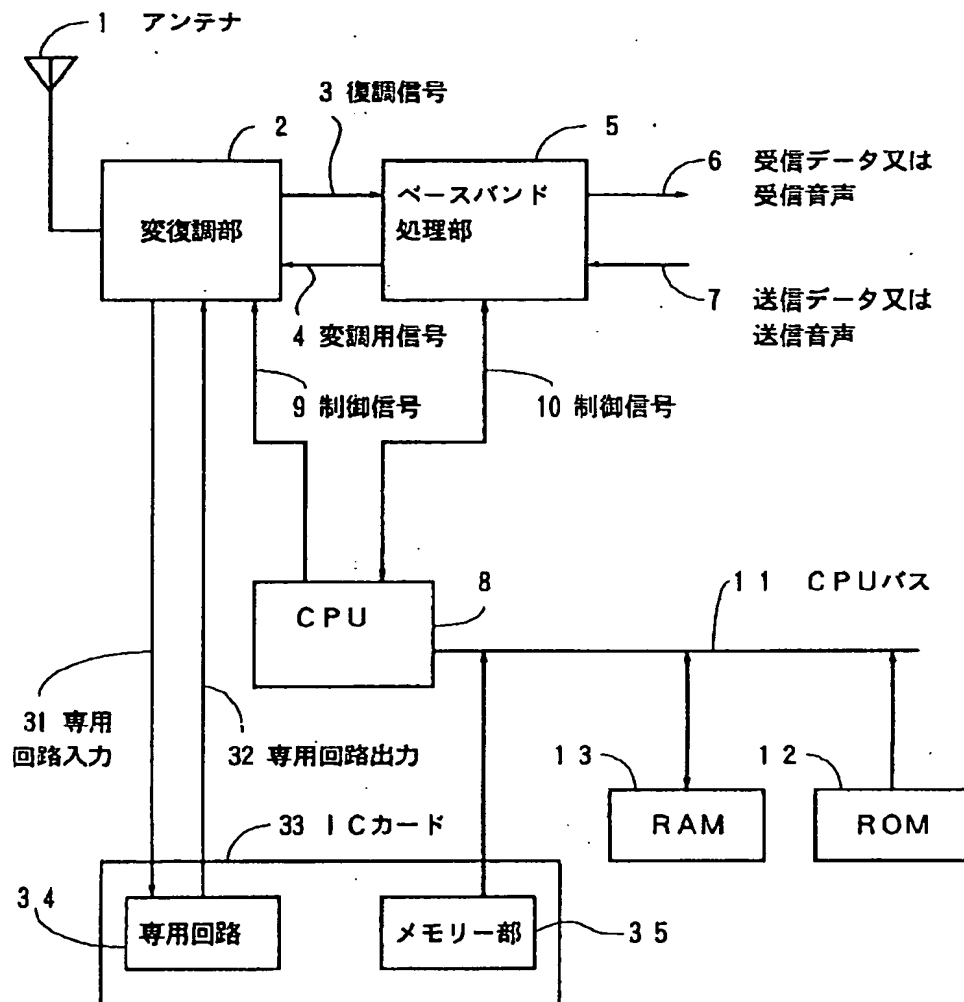 1 アンテナ
3 復調信号
2
5
6 受信データ又は
受信音声
変復調部
ベースバンド
処理部
7 送信データ又は
送信音声
4 変調用信号
9 制御信号
10 制御信号
8
11 CPUバス
CPU
31 専用
回路入力
32 専用回路出力
13
12
RAM
ROM
33 ICカード
34
専用回路
メモリー部
35